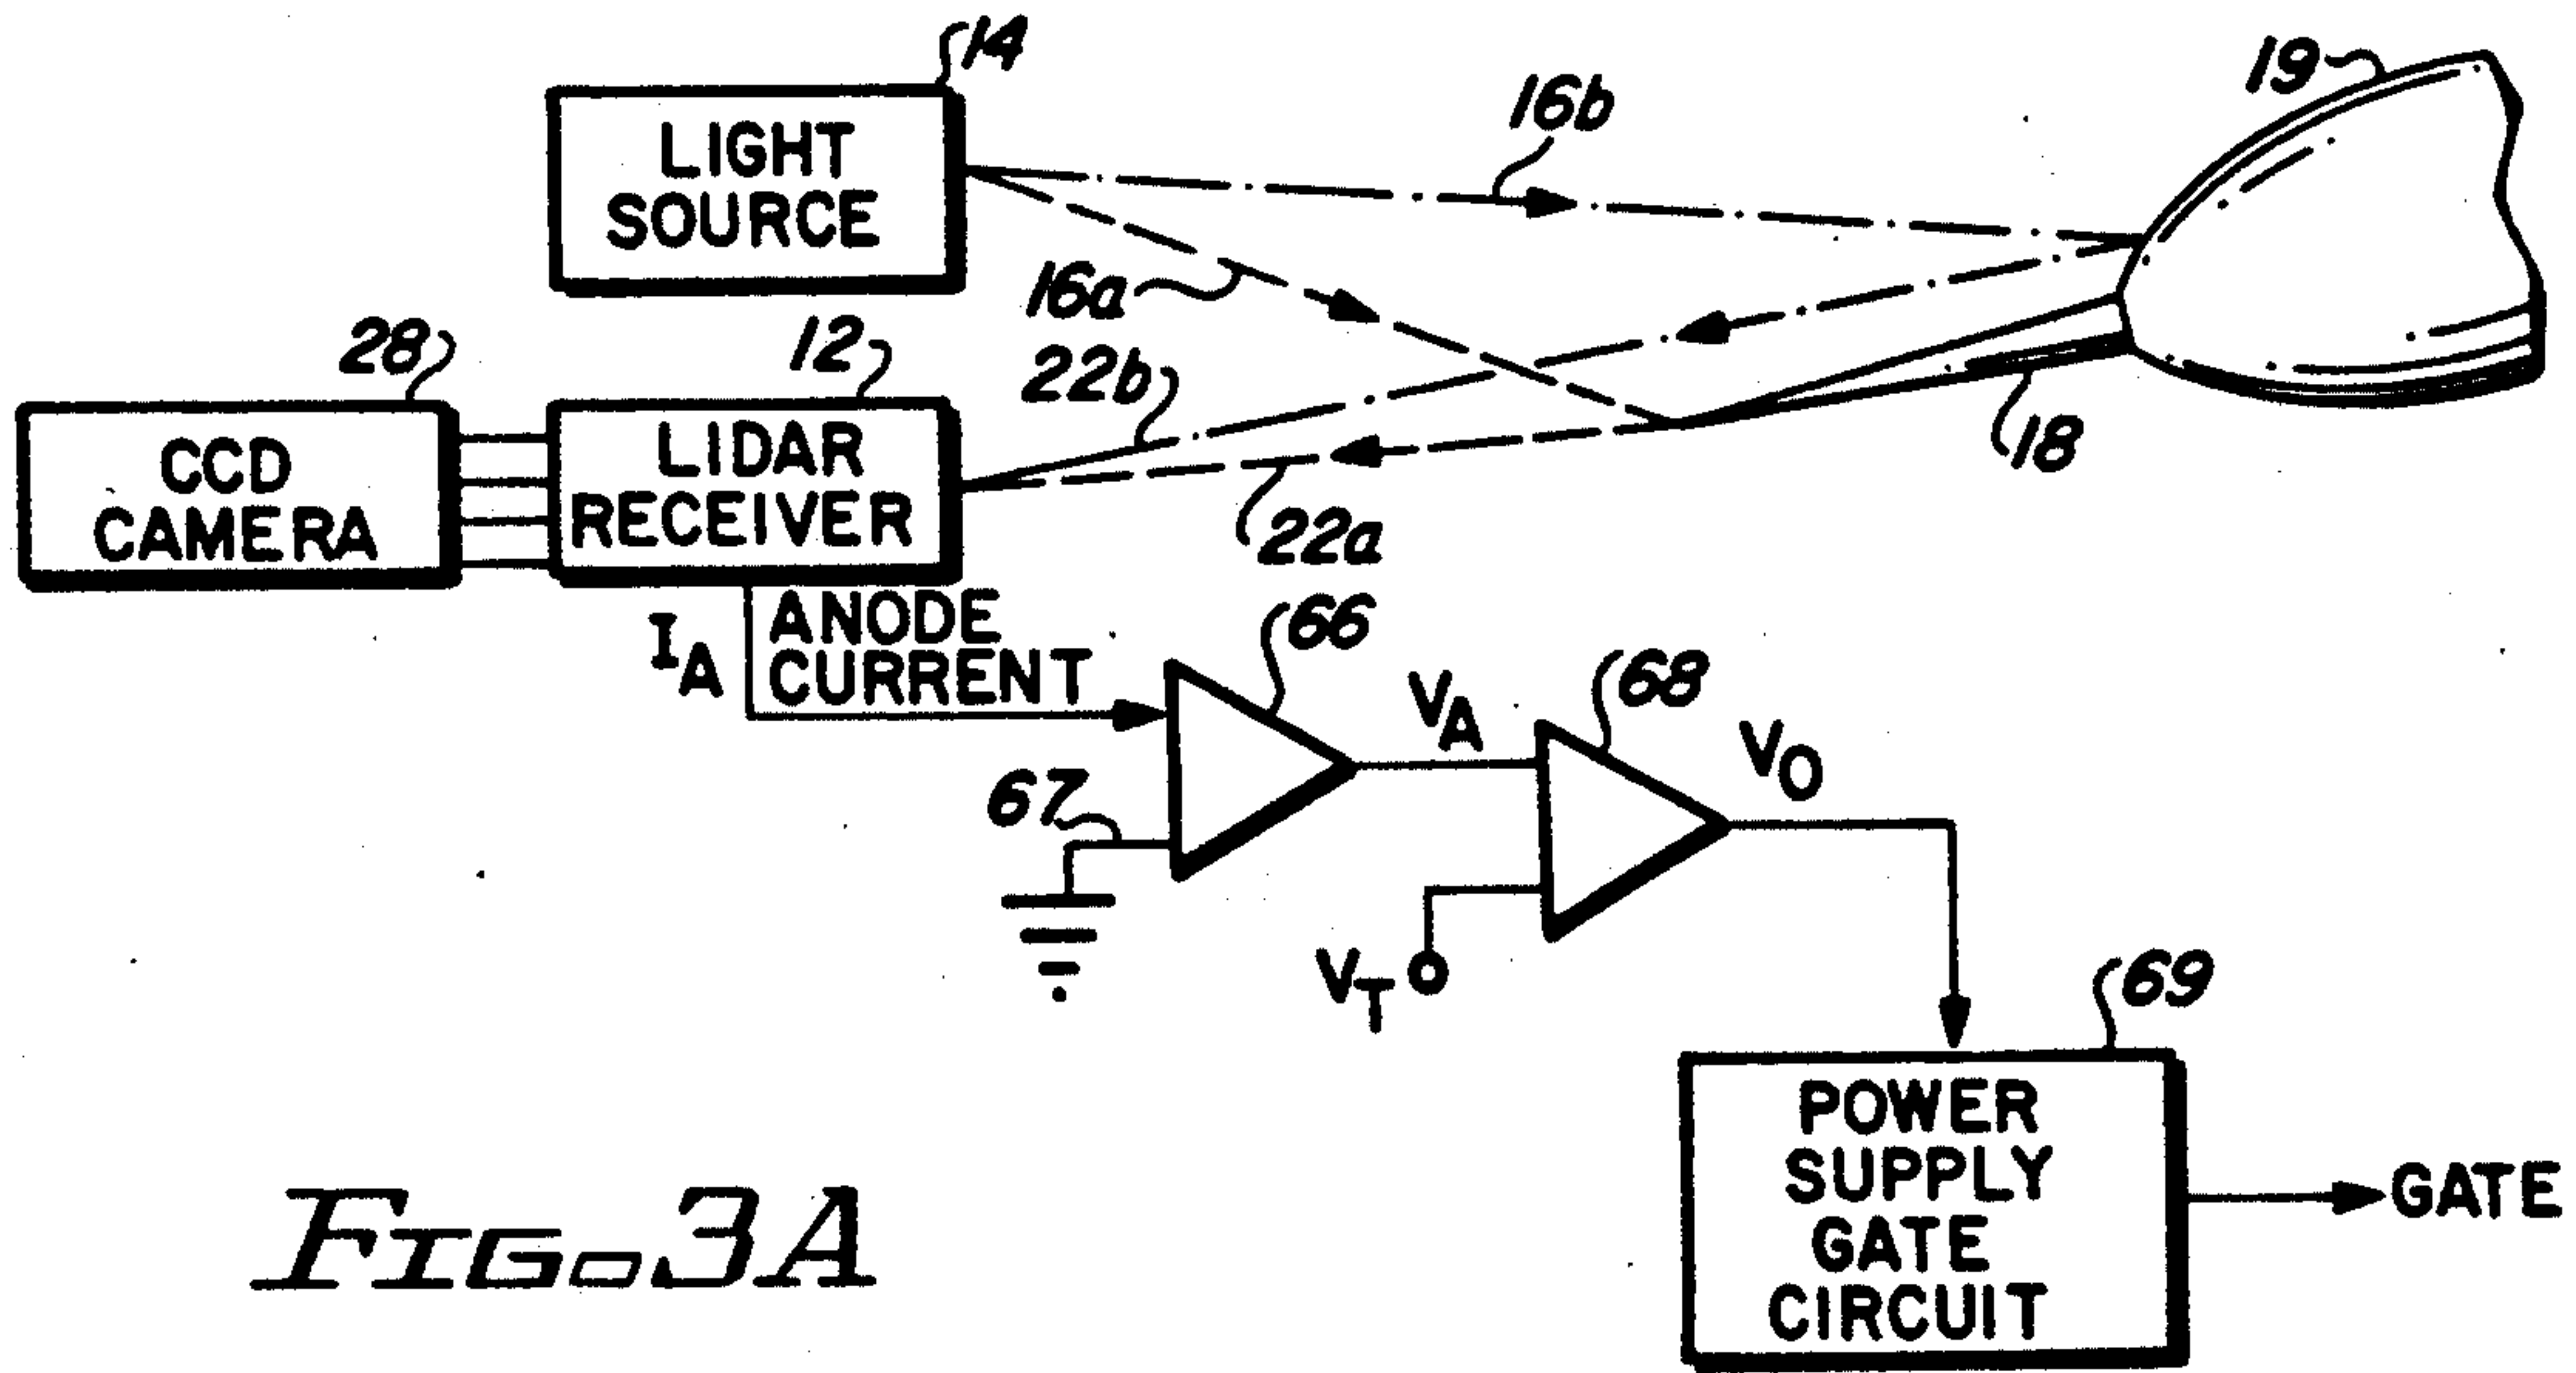 14
LIGHT
SOURCE
16b
19
16a
28
12
22b
CCD
CAMERA
LIDAR
RECEIVER
18
22a
IA
ANODE
CURRENT
66
VA
68
VO
67
VT
69
POWER
SUPPLY
GATE
CIRCUIT
GATE
FIG. 3A